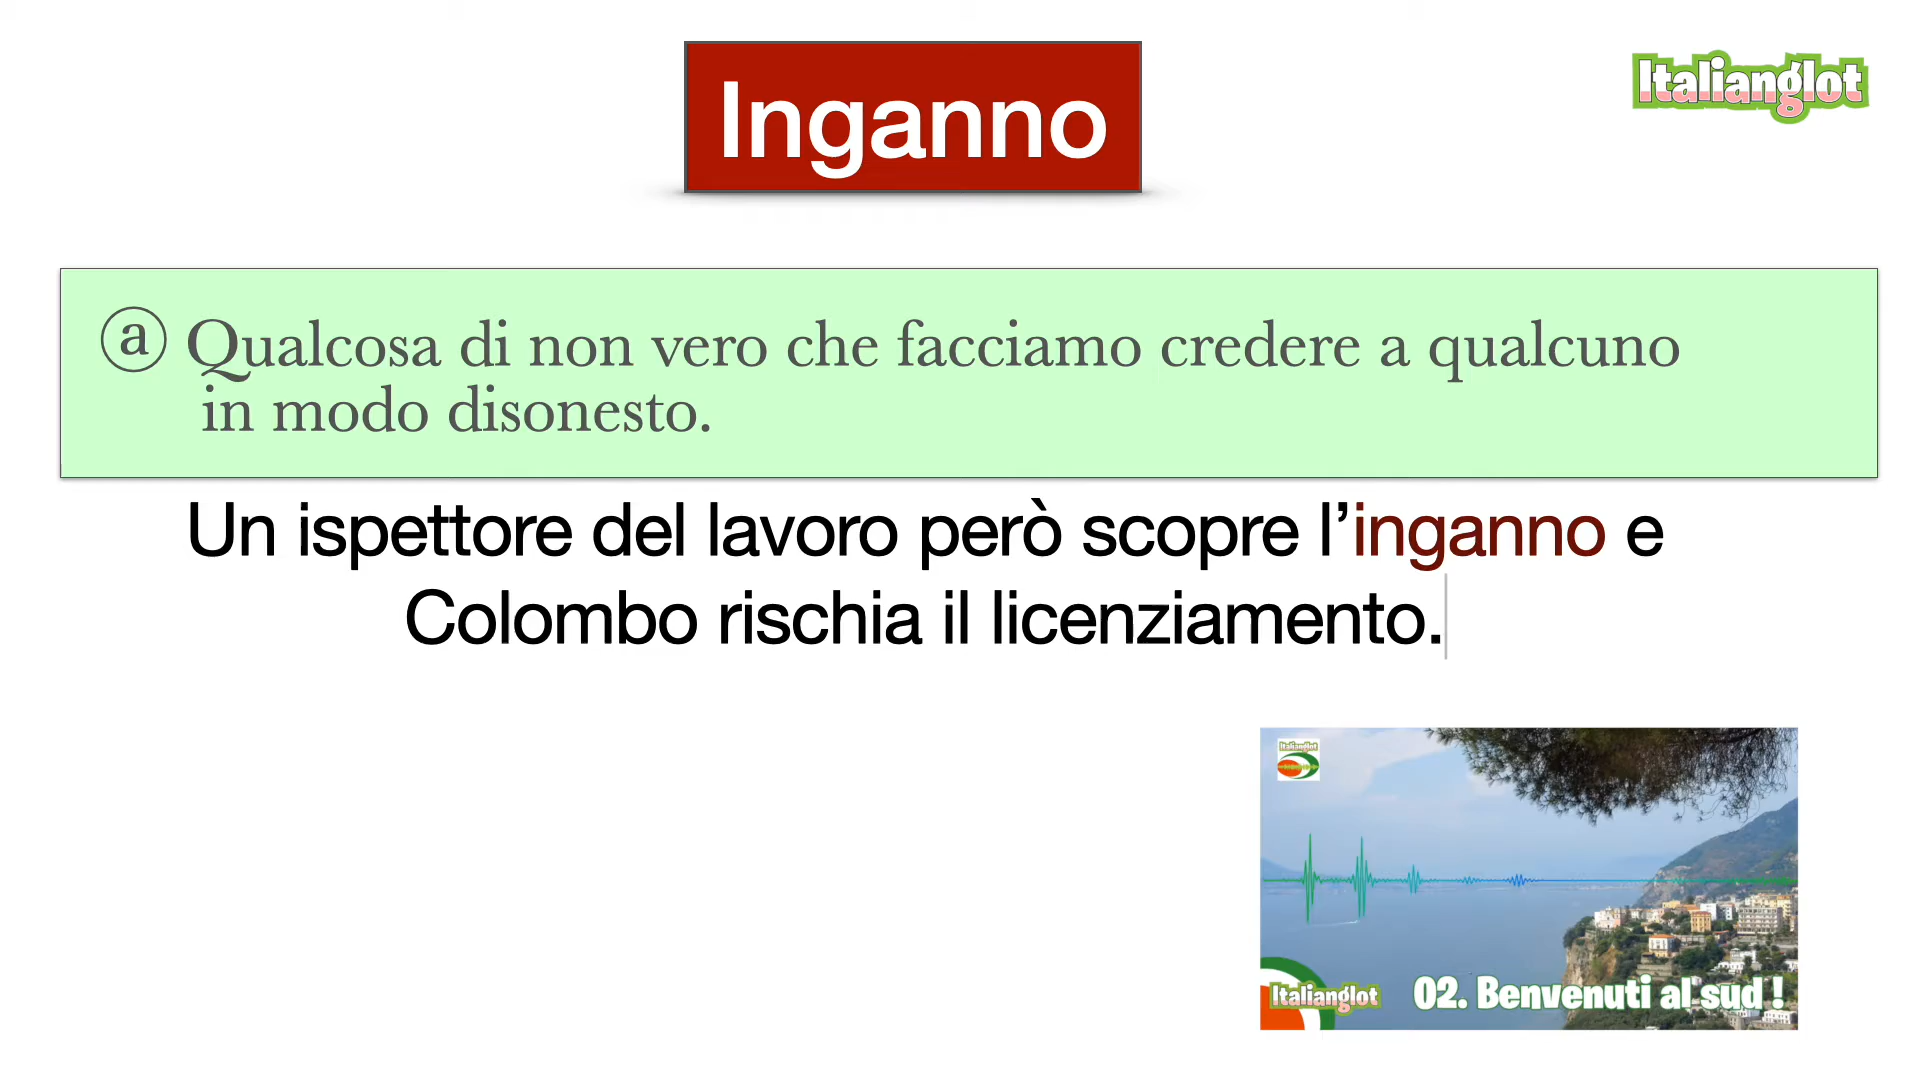 Inganno
Italianglot
ⓐ Qualcosa di non vero che facciamo credere a qualcuno
in modo disonesto.
Un ispettore del lavoro però scopre l’inganno e
Colombo rischia il licenziamento.
Italianglot
Italianglot
02. Benvenuti al sud !